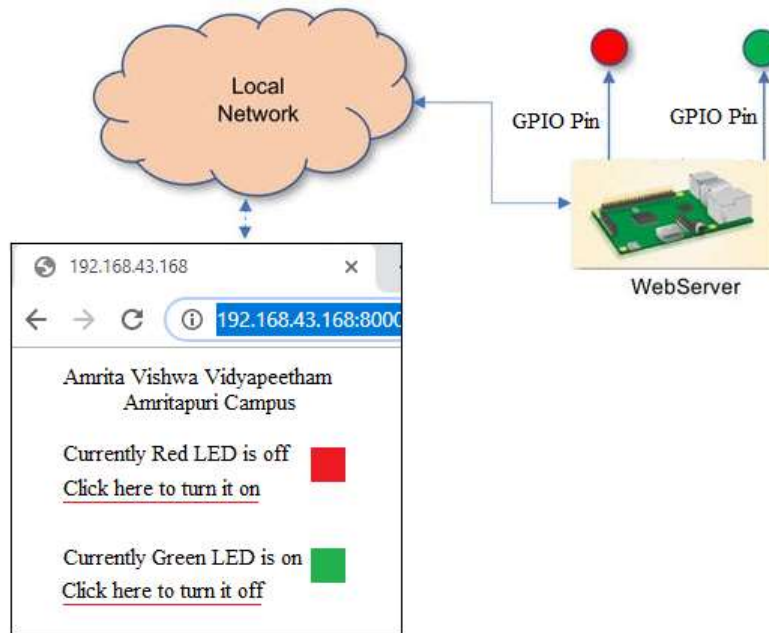 Local
Network
GPIO Pin
GPIO Pin
WebServer
192.168.43.168
192.168.43.168:8000
Amrita Vishwa Vidyapeetham
Amritapuri Campus
Currently Red LED is off
Click here to turn it on
Currently Green LED is on
Click here to turn it off